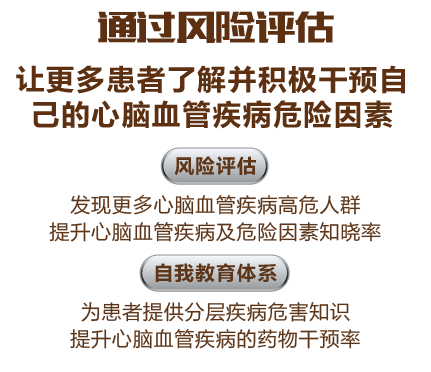 通过风险评估
让更多患者了解并积极干预自
己的心脑血管疾病危险因素
风险评估
发现更多心脑血管疾病高危人群
提升心脑血管疾病及危险因素知晓率
自我教育体系
为患者提供分层疾病危害知识
提升心脑血管疾病的药物干预率